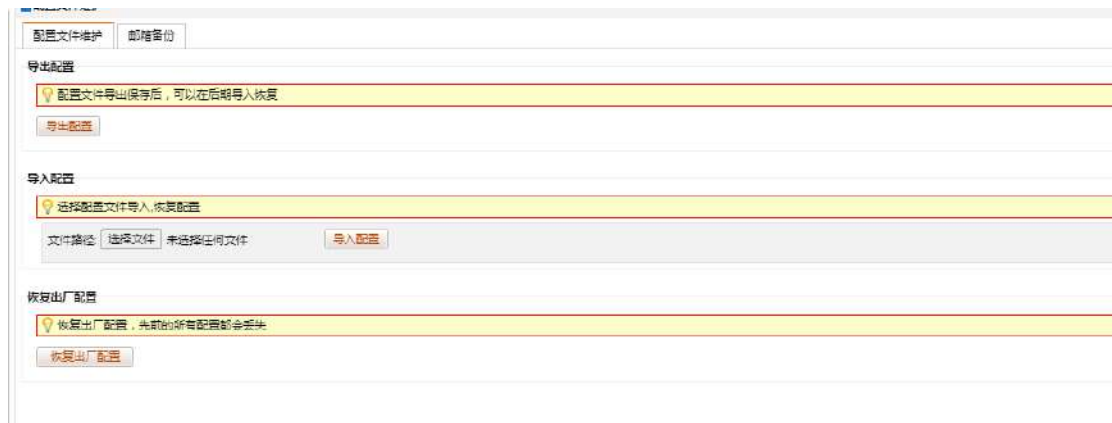 配置文件维护 邮箱备份
导出配置
配置文件导出保存后，可以在后期导入恢复
导出配置
导入配置
选择配置文件导入,恢复配置
文件路径: 选择文件 未选择任何文件 导入配置
恢复出厂配置
恢复出厂配置，先前的所有配置都会丢失
恢复出厂配置